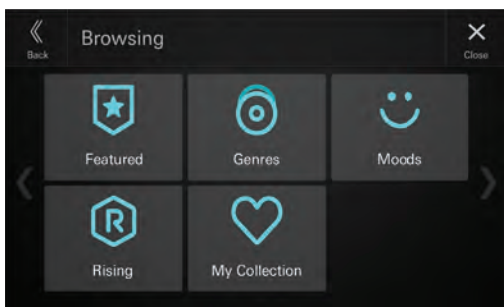 Back
Browsing
Close
Featured
Genres
Moods
R
Rising
My Collection